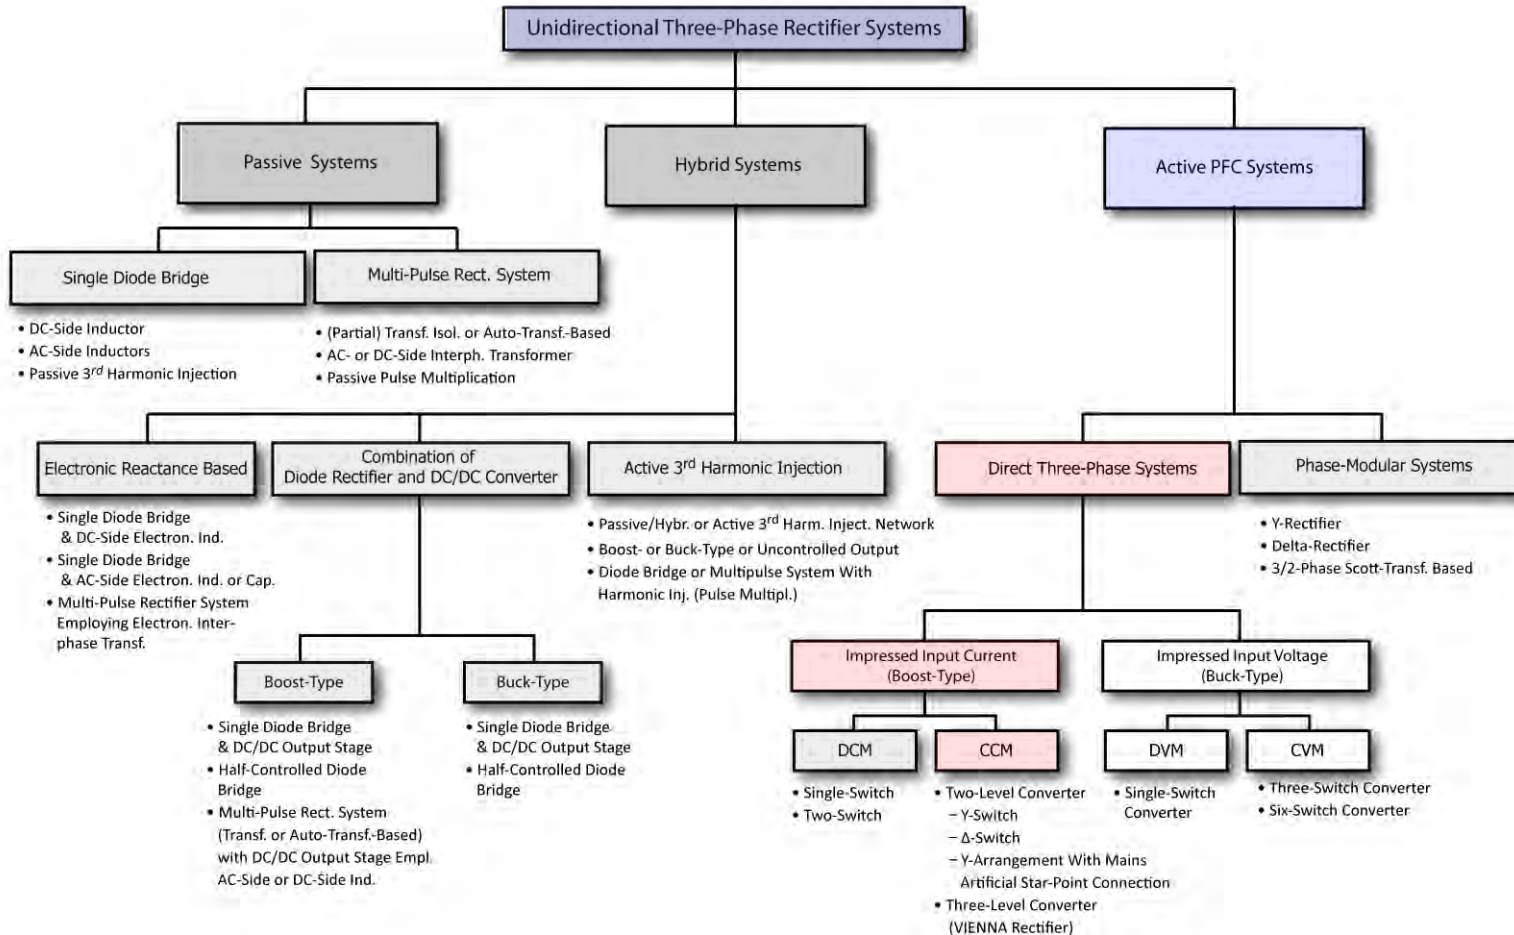 Unidirectional Three-Phase Rectifier Systems
Passive Systems
Hybrid Systems
Active PFC Systems
Single Diode Bridge
Multi-Pulse Rect. System
• DC-Side Inductor
• AC-Side Inductors
• Passive 3rd Harmonic Injection
• (Partial) Transf. Isol. or Auto-Transf.-Based
• AC- or DC-Side Interph. Transformer
• Passive Pulse Multiplication
Electronic Reactance Based
Combination of
Diode Rectifier and DC/DC Converter
Active 3rd Harmonic Injection
Direct Three-Phase Systems
Phase-Modular Systems
• Single Diode Bridge
& DC-Side Electron. Ind.
• Single Diode Bridge
& AC-Side Electron. Ind. or Cap.
• Multi-Pulse Rectifier System
Employing Electron. Inter-
phase Transf.
• Passive/Hybr. or Active 3rd Harm. Inject. Network
• Boost- or Buck-Type or Uncontrolled Output
• Diode Bridge or Multipulse System With
Harmonic Inj. (Pulse Multipl.)
• Y-Rectifier
• Delta-Rectifier
• 3/2-Phase Scott-Transf. Based
Boost-Type
Buck-Type
• Single Diode Bridge
& DC/DC Output Stage
• Half-Controlled Diode
Bridge
• Multi-Pulse Rect. System
(Transf. or Auto-Transf.-Based)
with DC/DC Output Stage Empl.
AC-Side or DC-Side Ind.
• Single Diode Bridge
& DC/DC Output Stage
• Half-Controlled Diode
Bridge
Impressed Input Current
(Boost-Type)
Impressed Input Voltage
(Buck-Type)
DCM
CCM
DVM
CVM
• Single-Switch
• Two-Switch
• Two-Level Converter
– Y-Switch
– Δ-Switch
– Y-Arrangement With Mains
Artificial Star-Point Connection
• Three-Level Converter
(VIENNA Rectifier)
• Single-Switch
Converter
• Three-Switch Converter
• Six-Switch Converter